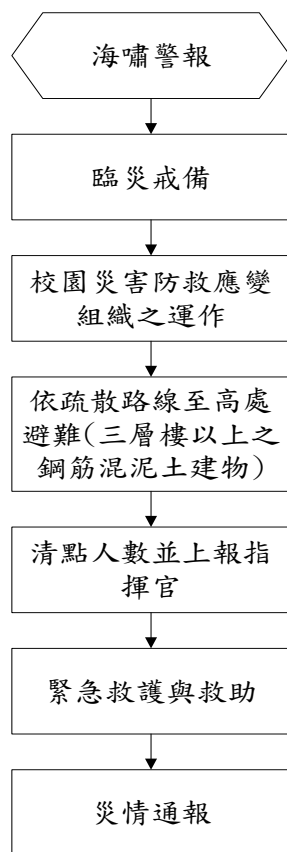 海嘯警報
臨災戒備
校園災害防救應變
組織之運作
依疏散路線至高處
避難(三層樓以上之
鋼筋混泥土建物)
清點人數並上報指
揮官
緊急救護與救助
災情通報